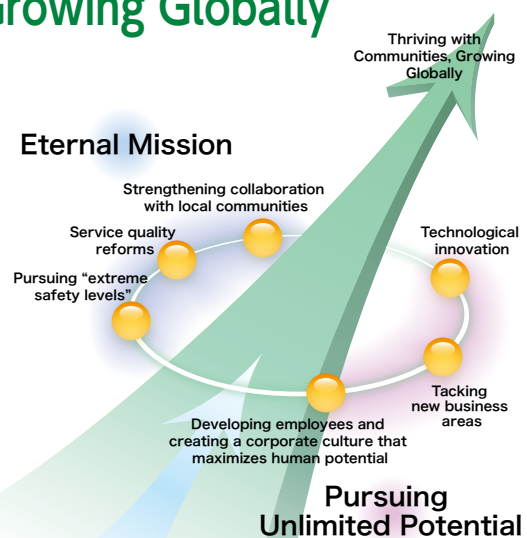 Growing Globally
Thriving with
Communities, Growing
Globally
Eternal Mission
Strengthening collaboration
with local communities
Service quality
reforms
Technological
innovation
Pursuing “extreme
safety levels”
Tacking
new business
areas
Developing employees and
creating a corporate culture that
maximizes human potential
Pursuing
Unlimited Potential